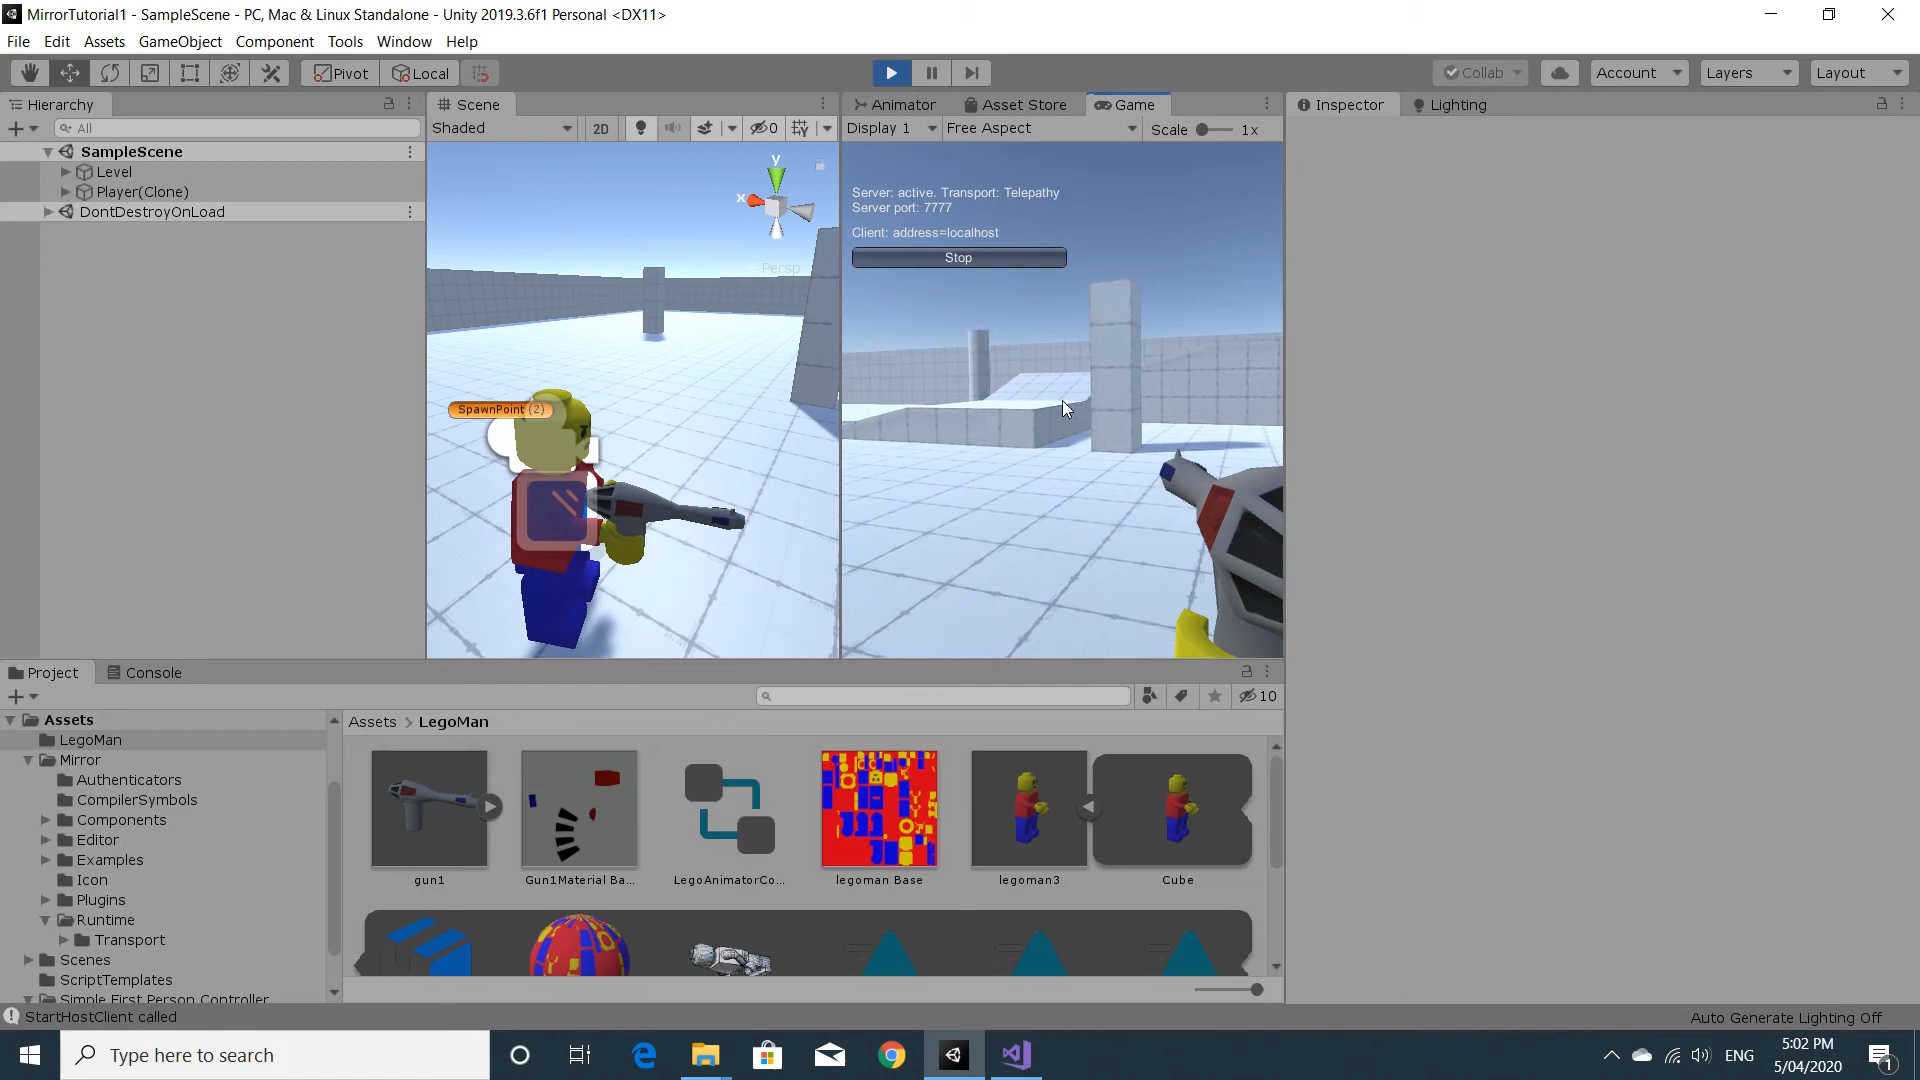 MirrorTutorial1 - SampleScene - PC, Mac & Linux Standalone - Unity 2019.3.6f1 Personal <DX11>
File Edit Assets GameObject Component Tools Window Help
Pivot Local Collab Account Layers Layout
Hierarchy
All
SampleScene
Level
Player(Clone)
DontDestroyOnLoad
Scene
Shaded 2D 0
y
x
Persp
SpawnPoint (2)
Animator Asset Store Game
Display 1 Free Aspect Scale 1x
Server: active. Transport: Telepathy
Server port: 7777
Client: address=localhost
Stop
Inspector Lighting
Project Console
10
Assets
LegoMan
Mirror
Authenticators
CompilerSymbols
Components
Editor
Examples
Icon
Plugins
Runtime
Transport
Scenes
ScriptTemplates
Simple First Person Controller
Assets > LegoMan
gun1 Gun1Material Ba... LegoAnimatorCo... legoman Base legoman3 Cube
StartHostClient called
Auto Generate Lighting Off
Type here to search
ENG
5:02 PM
5/04/2020
1